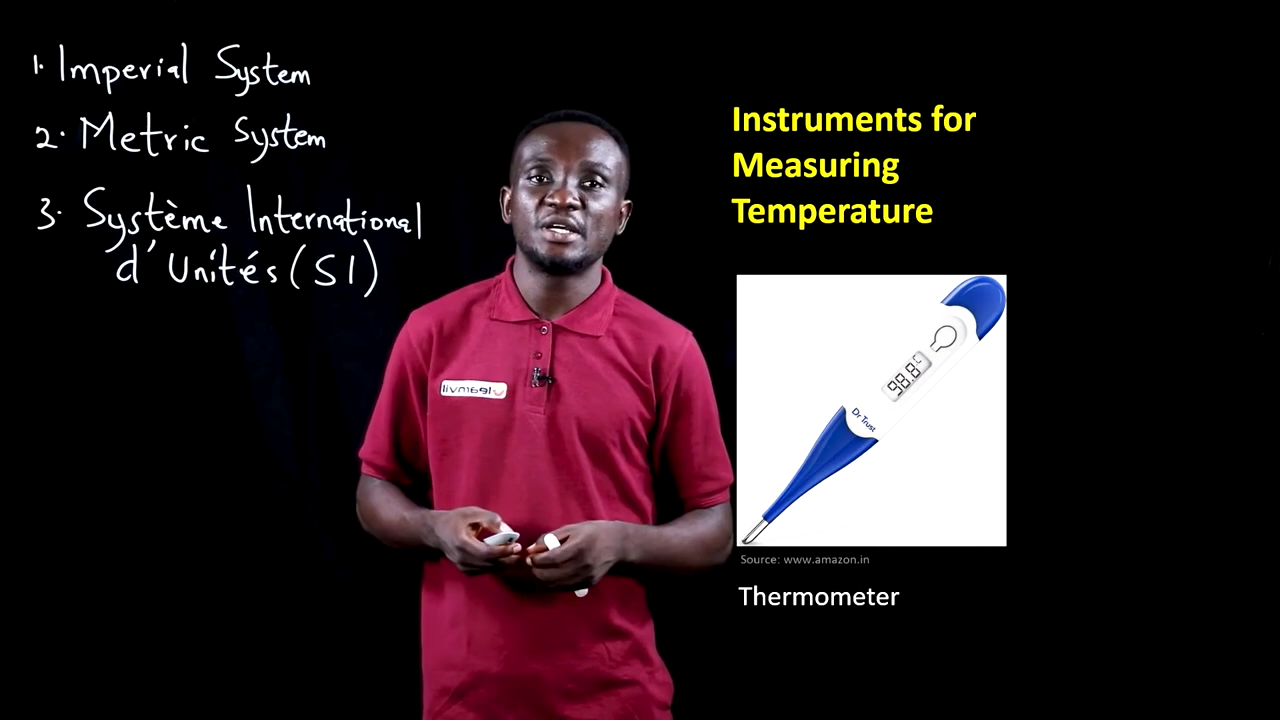 1. Imperial System
2. Metric System
3. Système International
d'Unités (SI)
learnvil
Instruments for
Measuring
Temperature
98.8°C
Dr Trust
Source: www.amazon.in
Thermometer